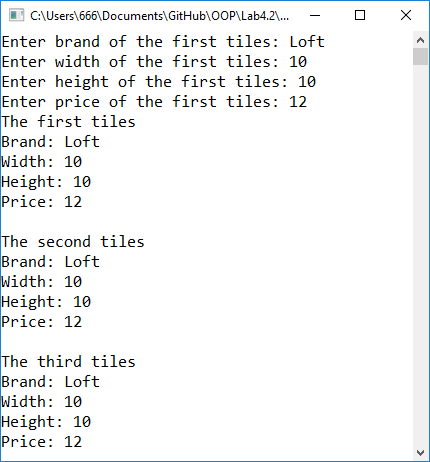 C:\Users\666\Documents\GitHub\OOP\Lab4.2\...
Enter brand of the first tiles: Loft
Enter width of the first tiles: 10
Enter height of the first tiles: 10
Enter price of the first tiles: 12
The first tiles
Brand: Loft
Width: 10
Height: 10
Price: 12

The second tiles
Brand: Loft
Width: 10
Height: 10
Price: 12

The third tiles
Brand: Loft
Width: 10
Height: 10
Price: 12